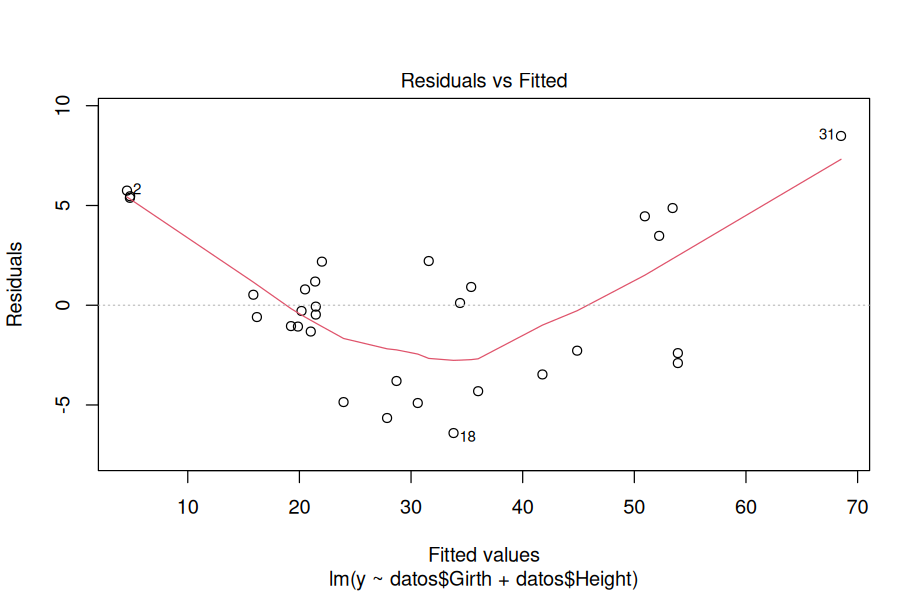 Residuals vs Fitted
10
5
0
-5
Residuals
2
31
18
10 20 30 40 50 60 70
Fitted values
lm(y ~ datos$Girth + datos$Height)